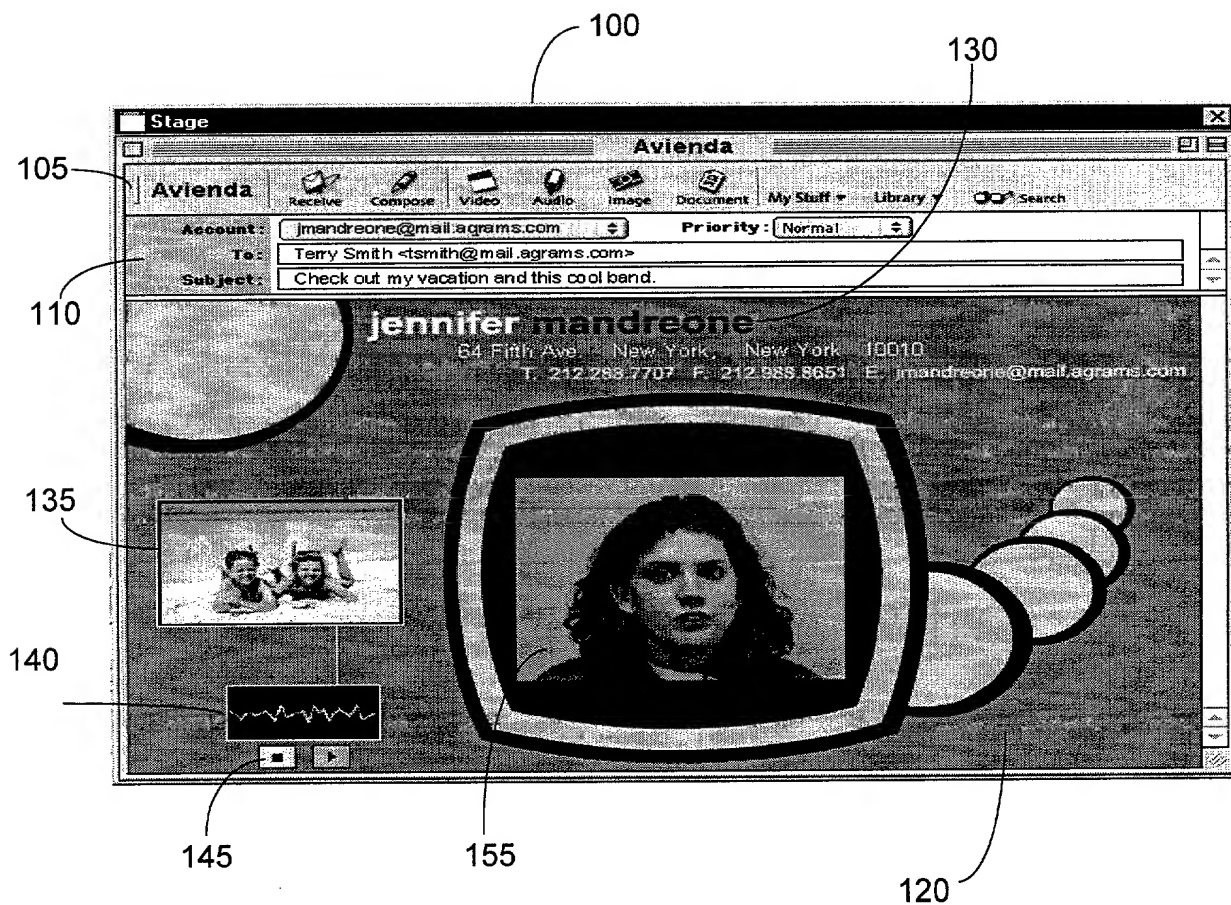 100
130
Stage
Avienda
105
Avienda Receive Compose Video Audio Image Document My Stuff Library Search
Account: jmandreone@mail.agrams.com Priority: Normal
To: Terry Smith <tsmith@mail.agrams.com>
Subject: Check out my vacation and this cool band.
110
jennifer mandreone
64 Fifth Ave. New York, New York 10010
T. 212.288.7707 F. 212.988.8651 E. jmandreone@mail.agrams.com
135
140
145
155
120